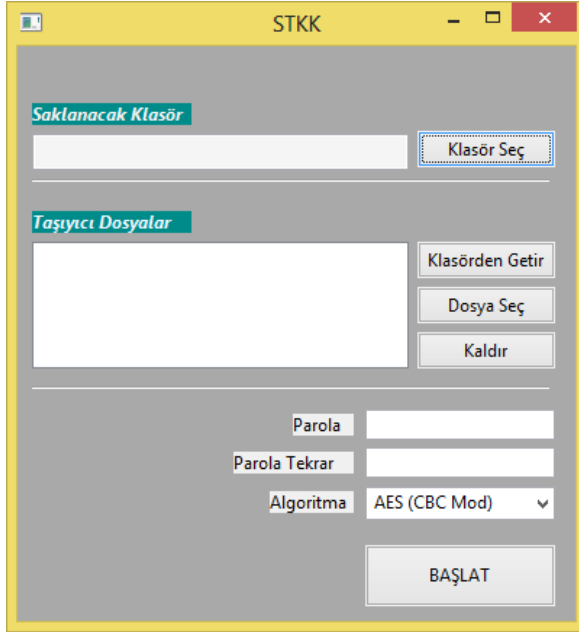 STKK
Saklanacak Klasör
Klasör Seç
Taşıyıcı Dosyalar
Klasörden Getir
Dosya Seç
Kaldır
Parola
Parola Tekrar
Algoritma AES (CBC Mod)
BAŞLAT